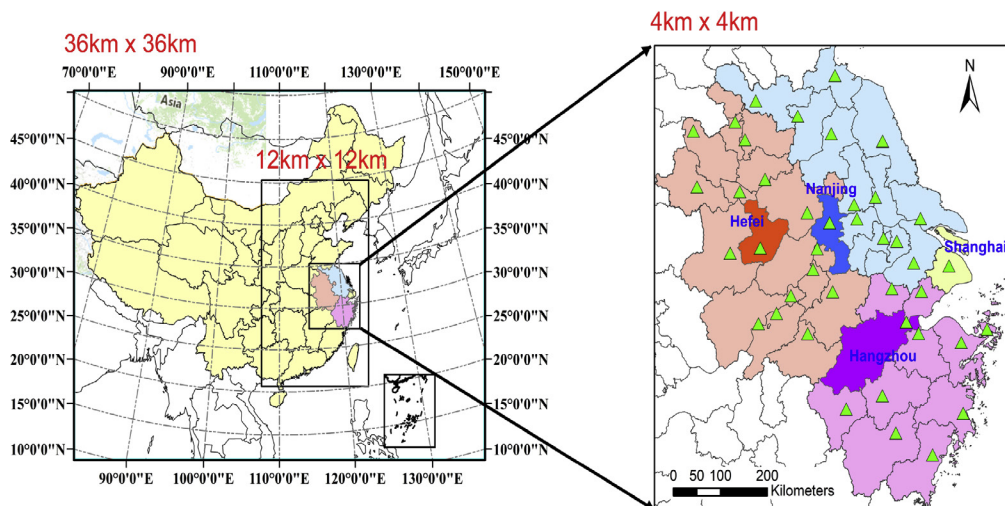 36km x 36km
70°0'0"E 90°0'0"E 110°0'0"E 130°0'0"E 150°0'0"E
Asia
12km x 12km
45°0'0"N 45°0'0"N
40°0'0"N 40°0'0"N
35°0'0"N 35°0'0"N
30°0'0"N 30°0'0"N
25°0'0"N 25°0'0"N
20°0'0"N 20°0'0"N
15°0'0"N 15°0'0"N
10°0'0"N 10°0'0"N
90°0'0"E 100°0'0"E 110°0'0"E 120°0'0"E 130°0'0"E
4km x 4km
N
Nanjing
Hefei
Shanghai
Hangzhou
0 50 100 200
Kilometers